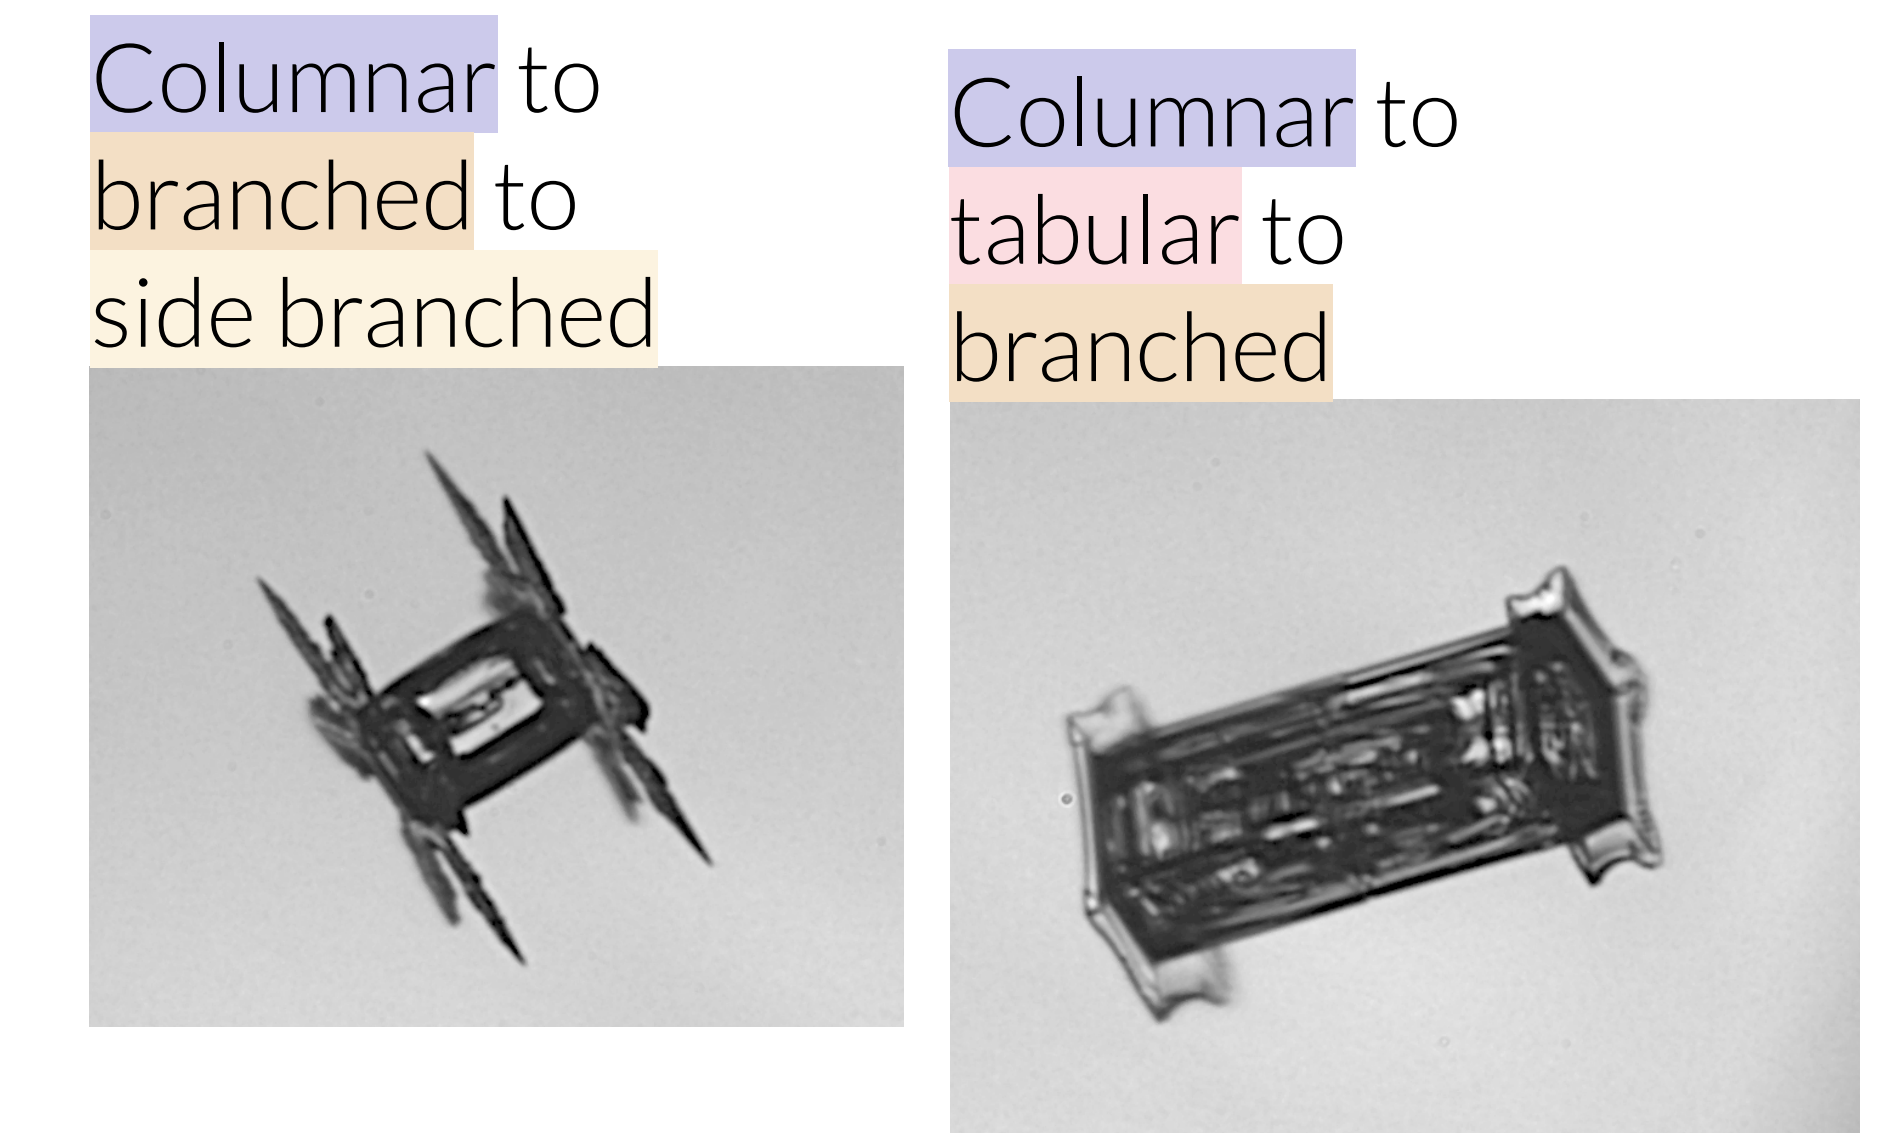 Columnar to
branched to
side branched
Columnar to
tabular to
branched